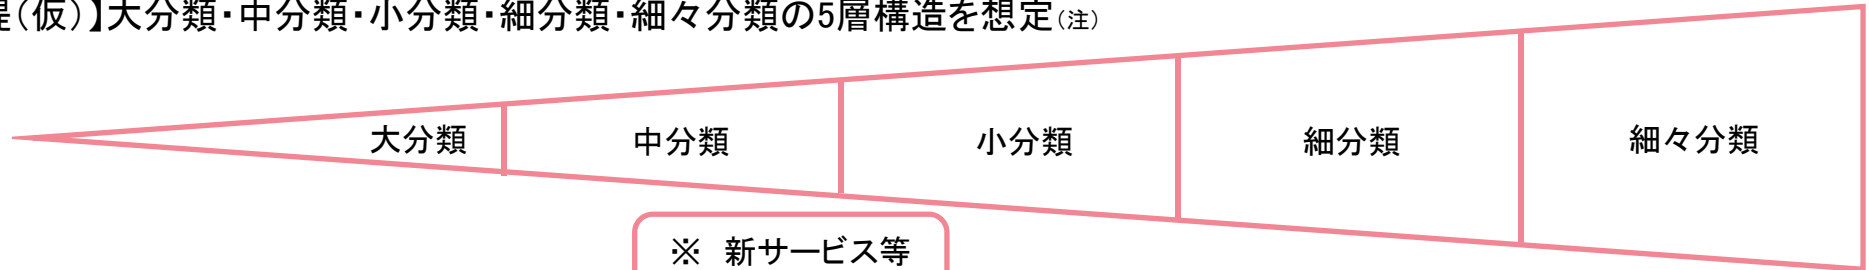 (仮)】大分類・中分類・小分類・細分類・細々分類の5層構造を想定(注)
大分類 中分類 小分類 細分類 細々分類
※ 新サービス等